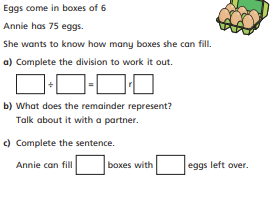 Eggs come in boxes of 6
Annie has 75 eggs.
She wants to know how many boxes she can fill.
a) Complete the division to work it out.
÷ = r
b) What does the remainder represent?
Talk about it with a partner.
c) Complete the sentence.
Annie can fill boxes with eggs left over.